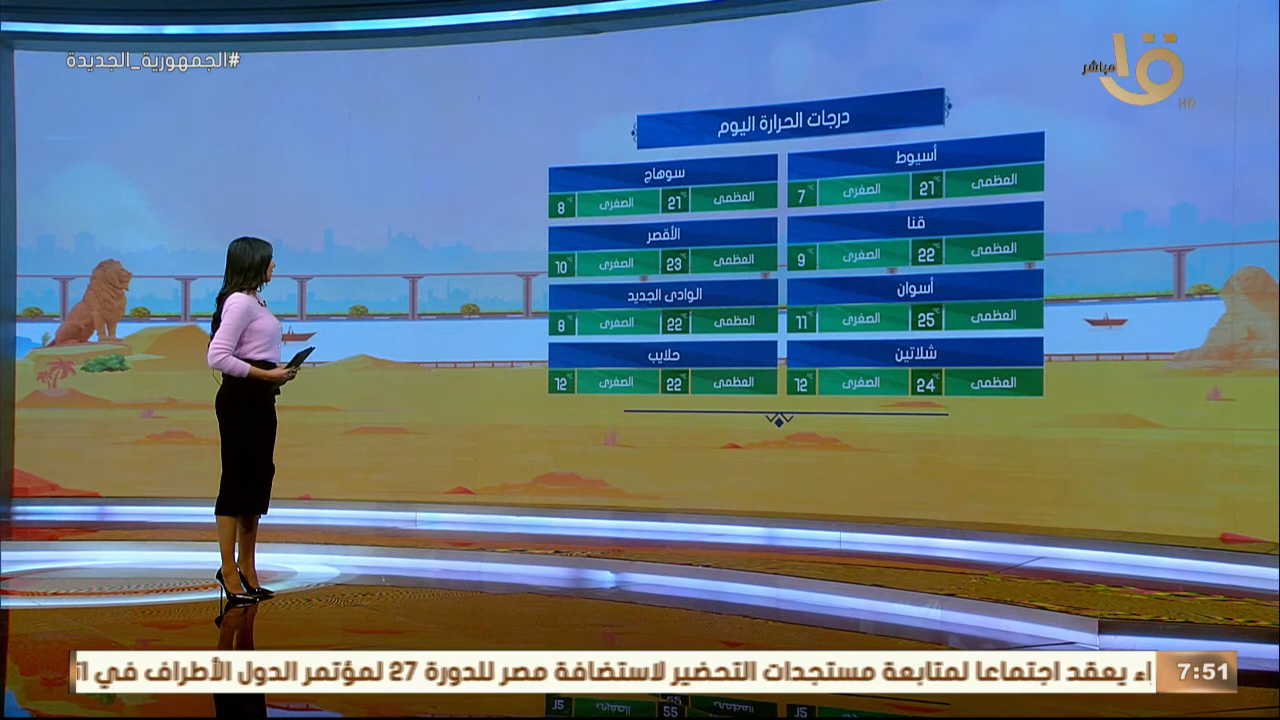 #الجمهورية_الجديدة
مباشر
HD
درجات الحرارة اليوم
أسيوط
العظمى 21 °C الصغرى 7 °C
سوهاج
العظمى 21 °C الصغرى 8 °C
قنا
العظمى 22 °C الصغرى 9 °C
الأقصر
العظمى 23 °C الصغرى 10 °C
أسوان
العظمى 25 °C الصغرى 11 °C
الوادى الجديد
العظمى 22 °C الصغرى 8 °C
شلاتين
العظمى 24 °C الصغرى 12 °C
حلايب
العظمى 22 °C الصغرى 12 °C
يعقد اجتماعا لمتابعة مستجدات التحضير لاستضافة مصر للدورة 27 لمؤتمر الدول الأطراف في
7:51